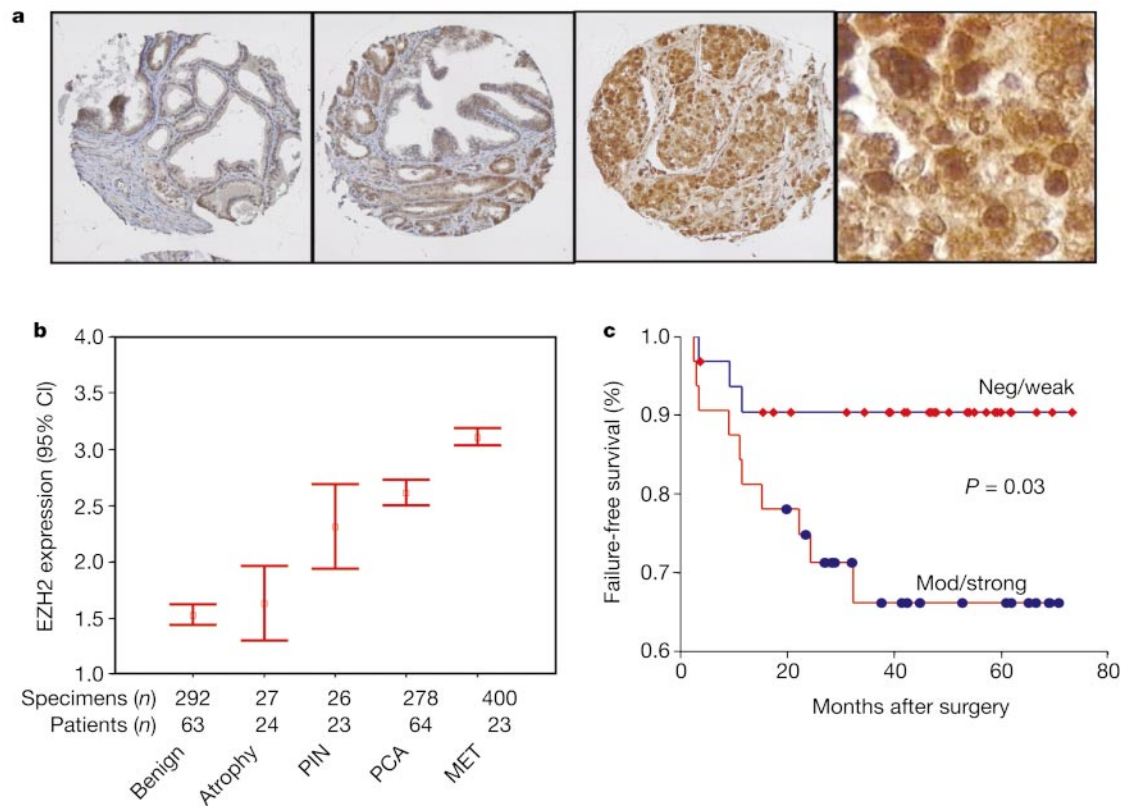 a
b
4.0
3.5
3.0
2.5
2.0
1.5
1.0
EZH2 expression (95% CI)
Specimens (n) 292 27 26 278 400
Patients (n) 63 24 23 64 23
Benign Atrophy PIN PCA MET
c
1.0
0.9
0.8
0.7
0.6
Failure-free survival (%)
Neg/weak
P = 0.03
Mod/strong
0 20 40 60 80
Months after surgery